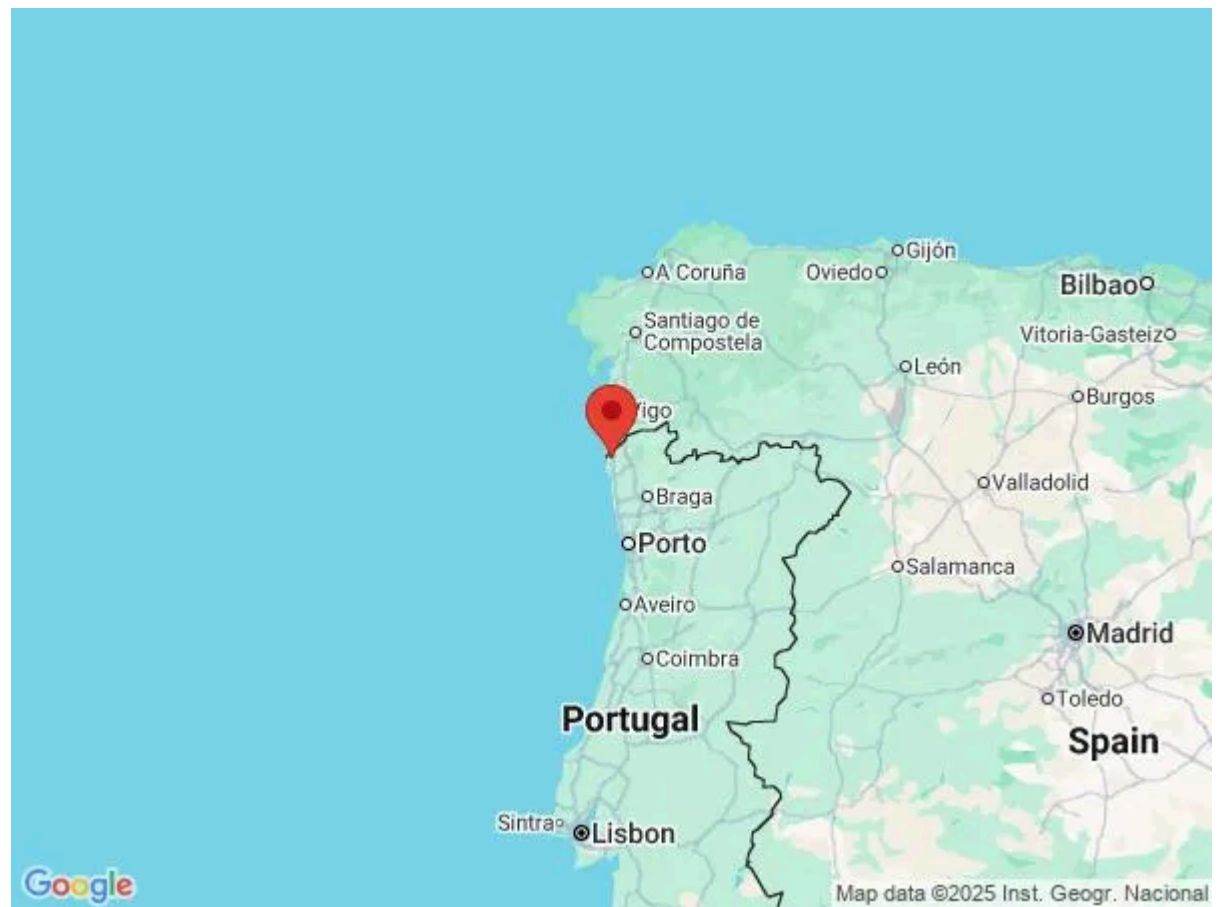 Gijón
A Coruña
Oviedo
Bilbao
Santiago de
Compostela
Vitoria-Gasteiz
León
Burgos
igo
Valladolid
Braga
Porto
Salamanca
Aveiro
Madrid
Coimbra
Toledo
Portugal
Spain
Sintra
Lisbon
Google
Map data ©2025 Inst. Geogr. Nacional